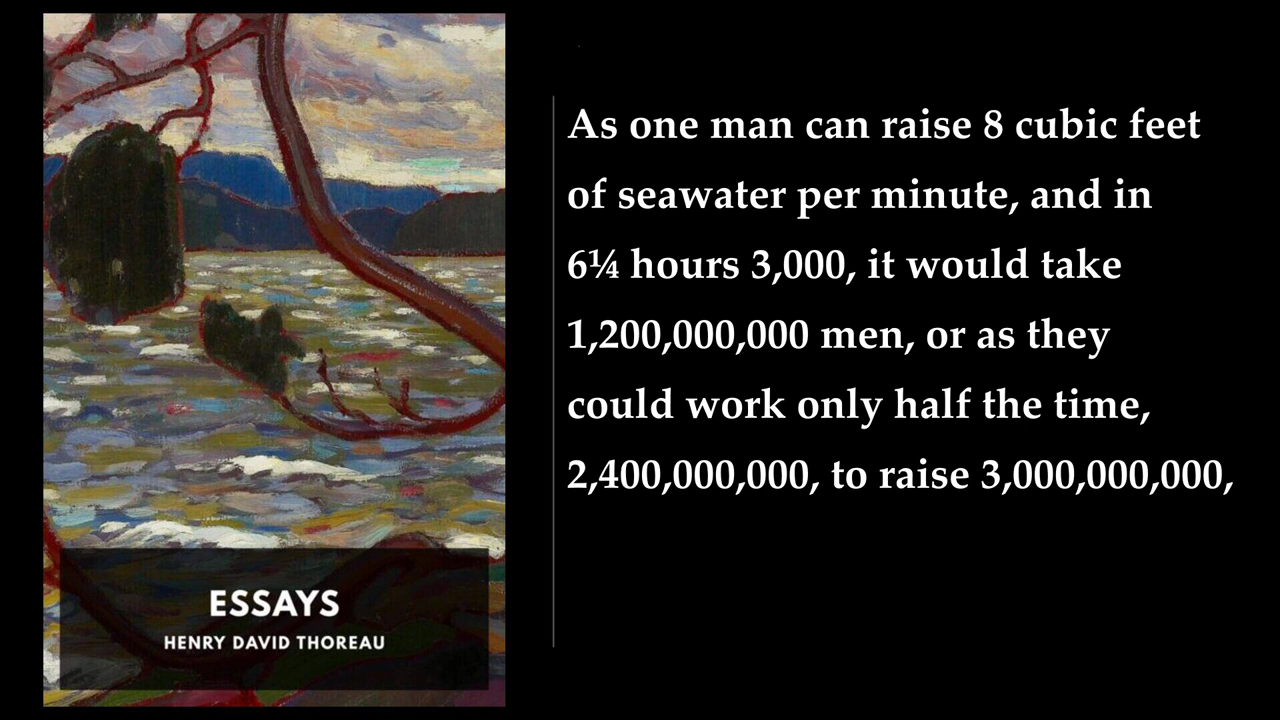 As one man can raise 8 cubic feet
of seawater per minute, and in
6¼ hours 3,000, it would take
1,200,000,000 men, or as they
could work only half the time,
2,400,000,000, to raise 3,000,000,000,
ESSAYS
HENRY DAVID THOREAU